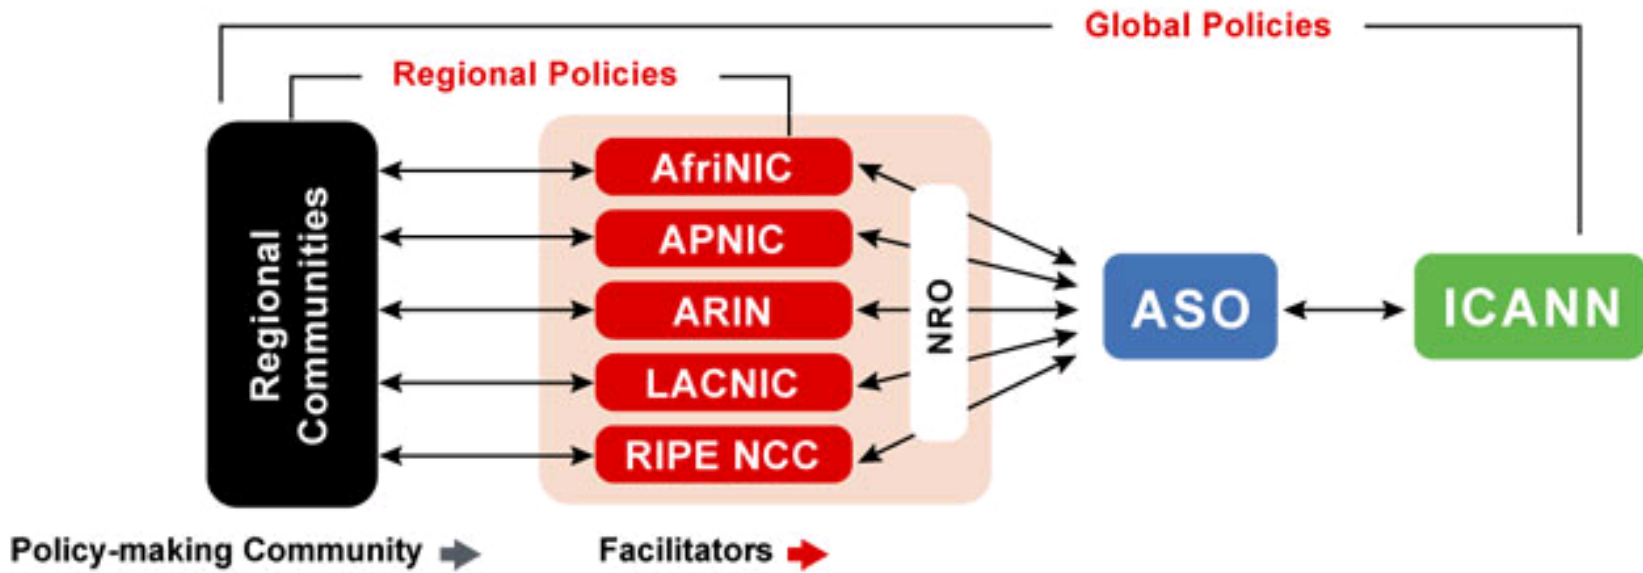 Global Policies
Regional Policies
Regional
Communities
AfriNIC
APNIC
ARIN
LACNIC
RIPE NCC
NRO
ASO
ICANN
Policy-making Community
Facilitators